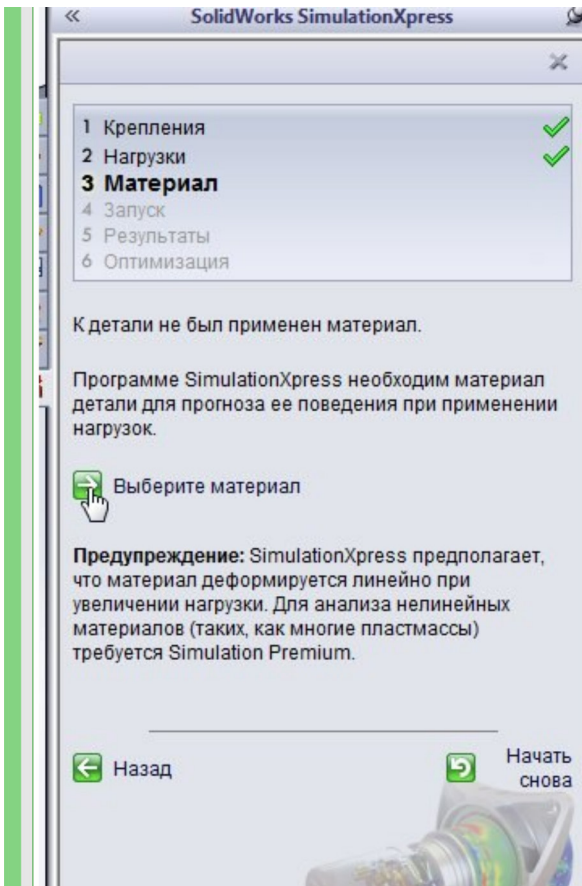 SolidWorks SimulationXpress
1 Крепления
2 Нагрузки
3 Материал
4 Запуск
5 Результаты
6 Оптимизация
К детали не был применен материал.
Программе SimulationXpress необходим материал
детали для прогноза ее поведения при применении
нагрузок.
Выберите материал
Предупреждение: SimulationXpress предполагает,
что материал деформируется линейно при
увеличении нагрузки. Для анализа нелинейных
материалов (таких, как многие пластмассы)
требуется Simulation Premium.
Назад
Начать
снова